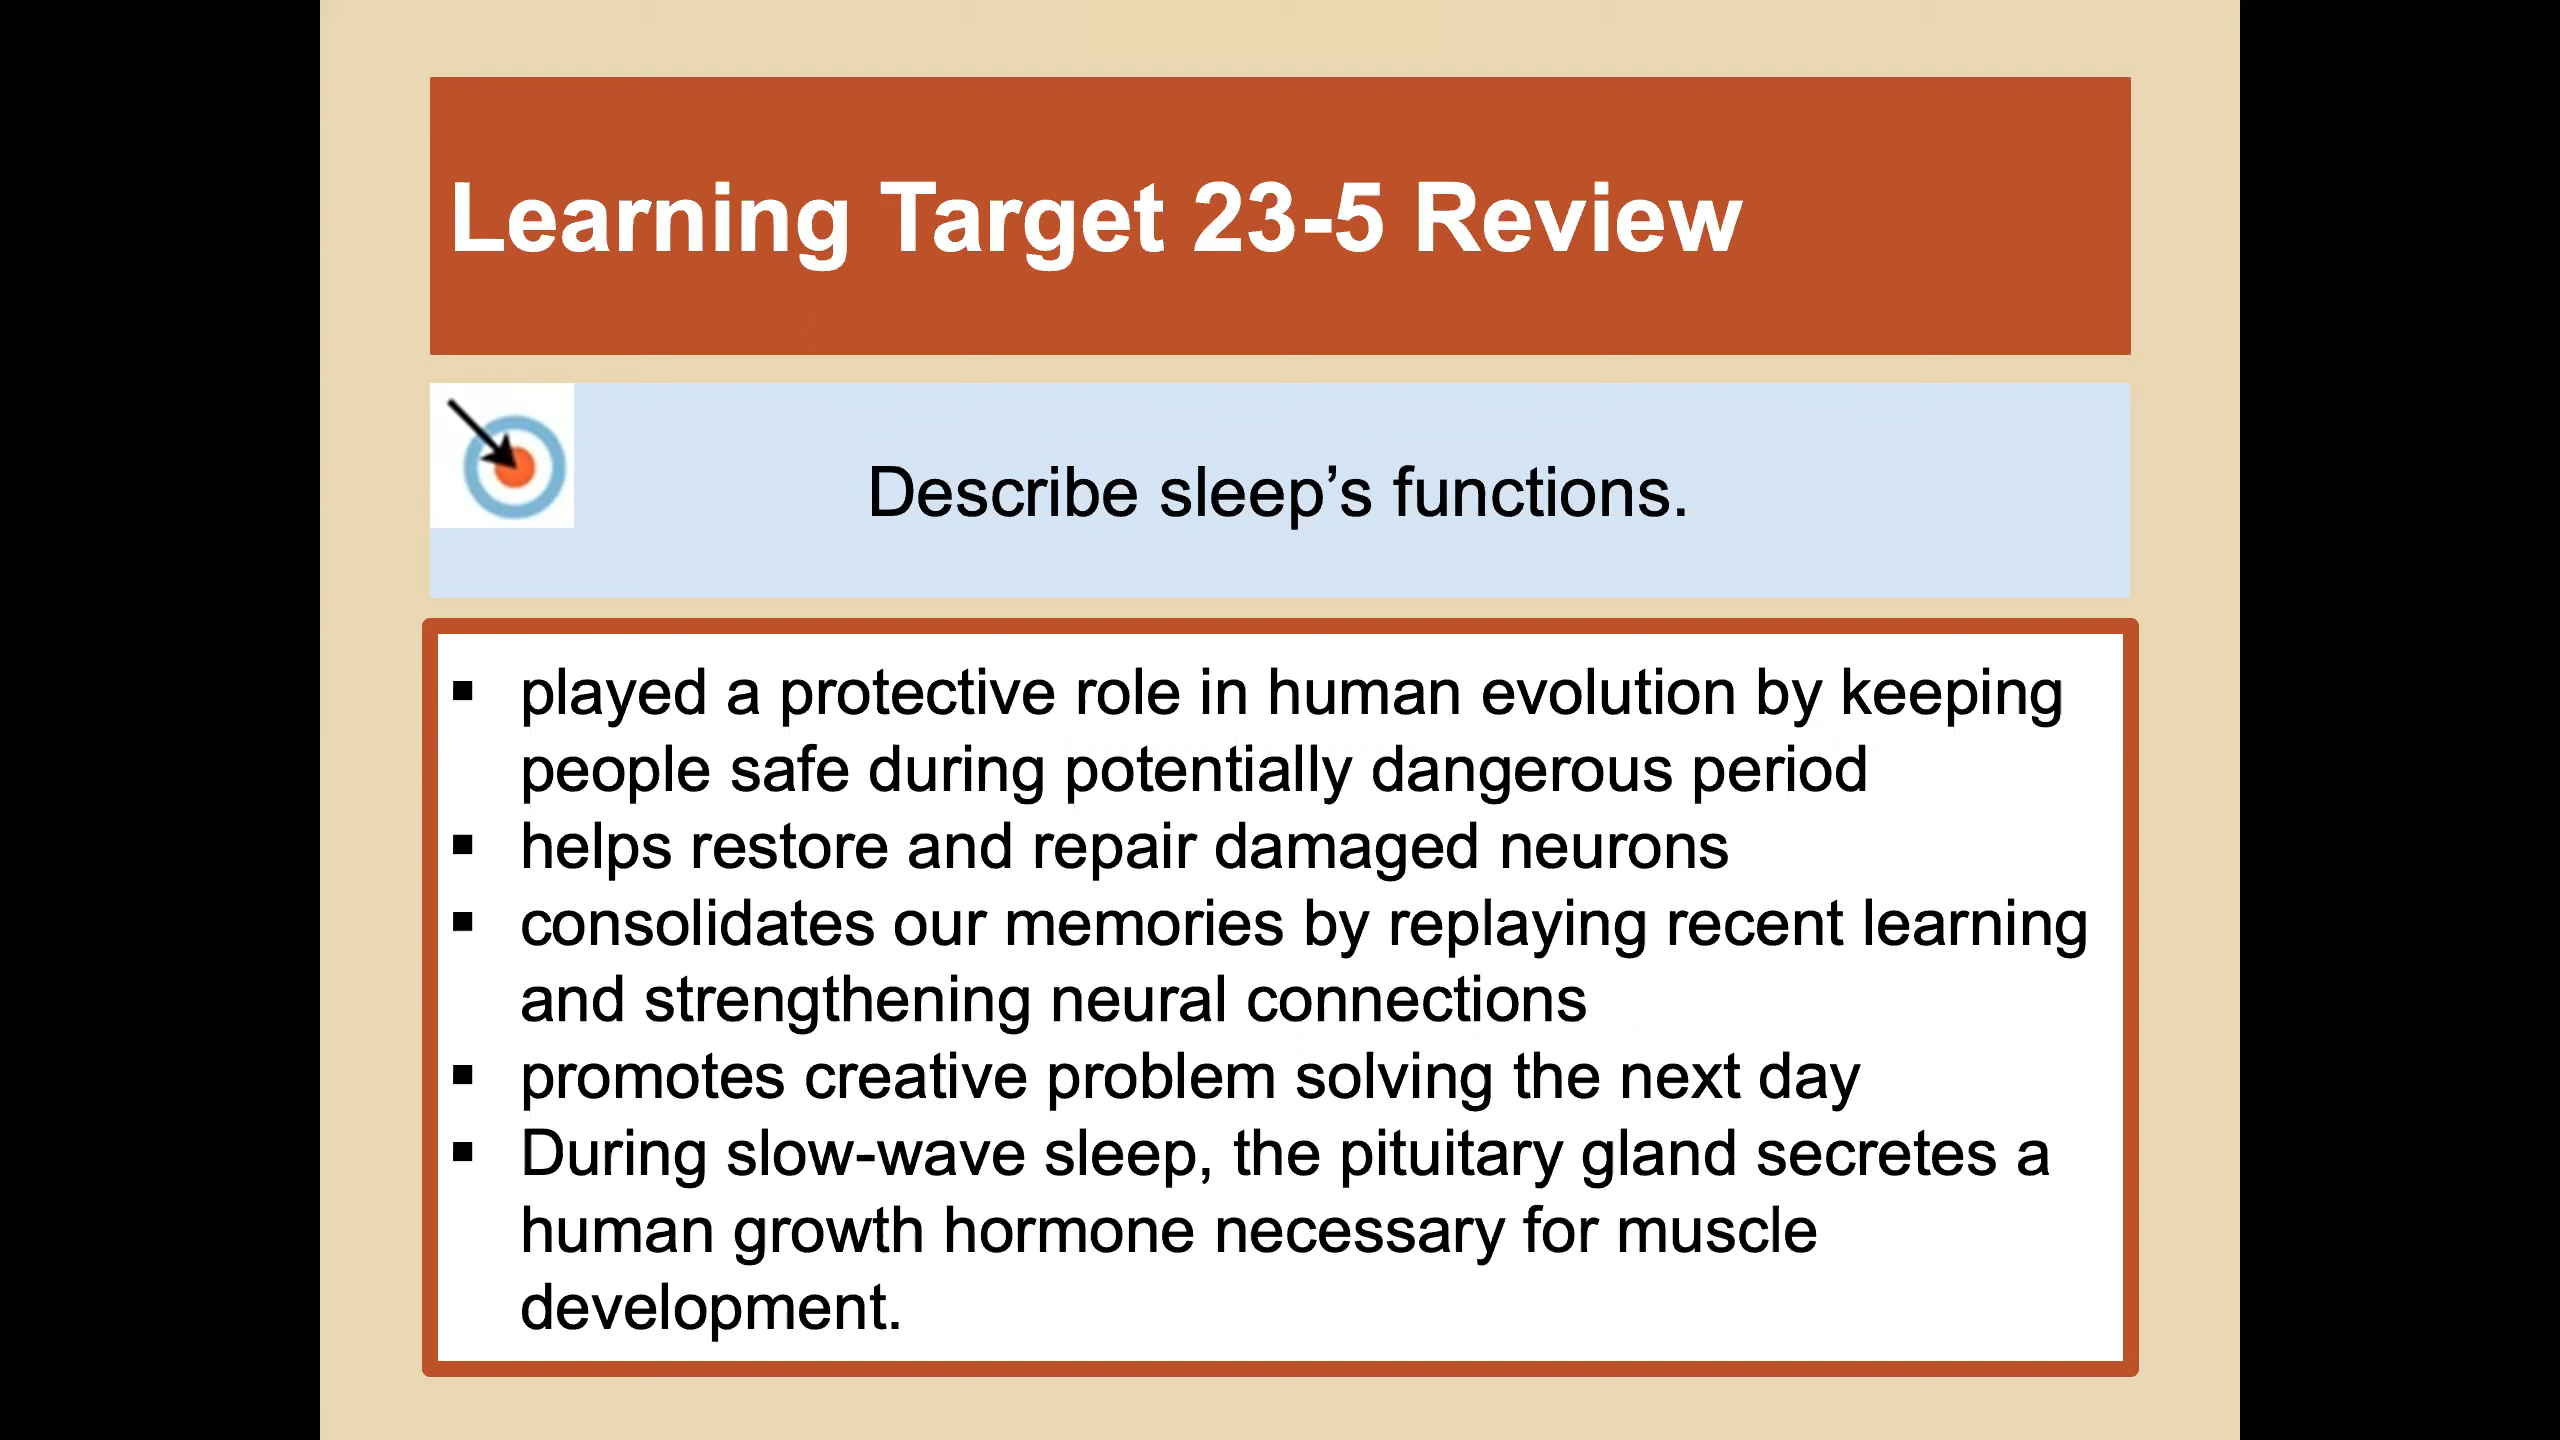 Learning Target 23-5 Review
Describe sleep’s functions.
▪ played a protective role in human evolution by keeping
people safe during potentially dangerous period
▪ helps restore and repair damaged neurons
▪ consolidates our memories by replaying recent learning
and strengthening neural connections
▪ promotes creative problem solving the next day
▪ During slow-wave sleep, the pituitary gland secretes a
human growth hormone necessary for muscle
development.